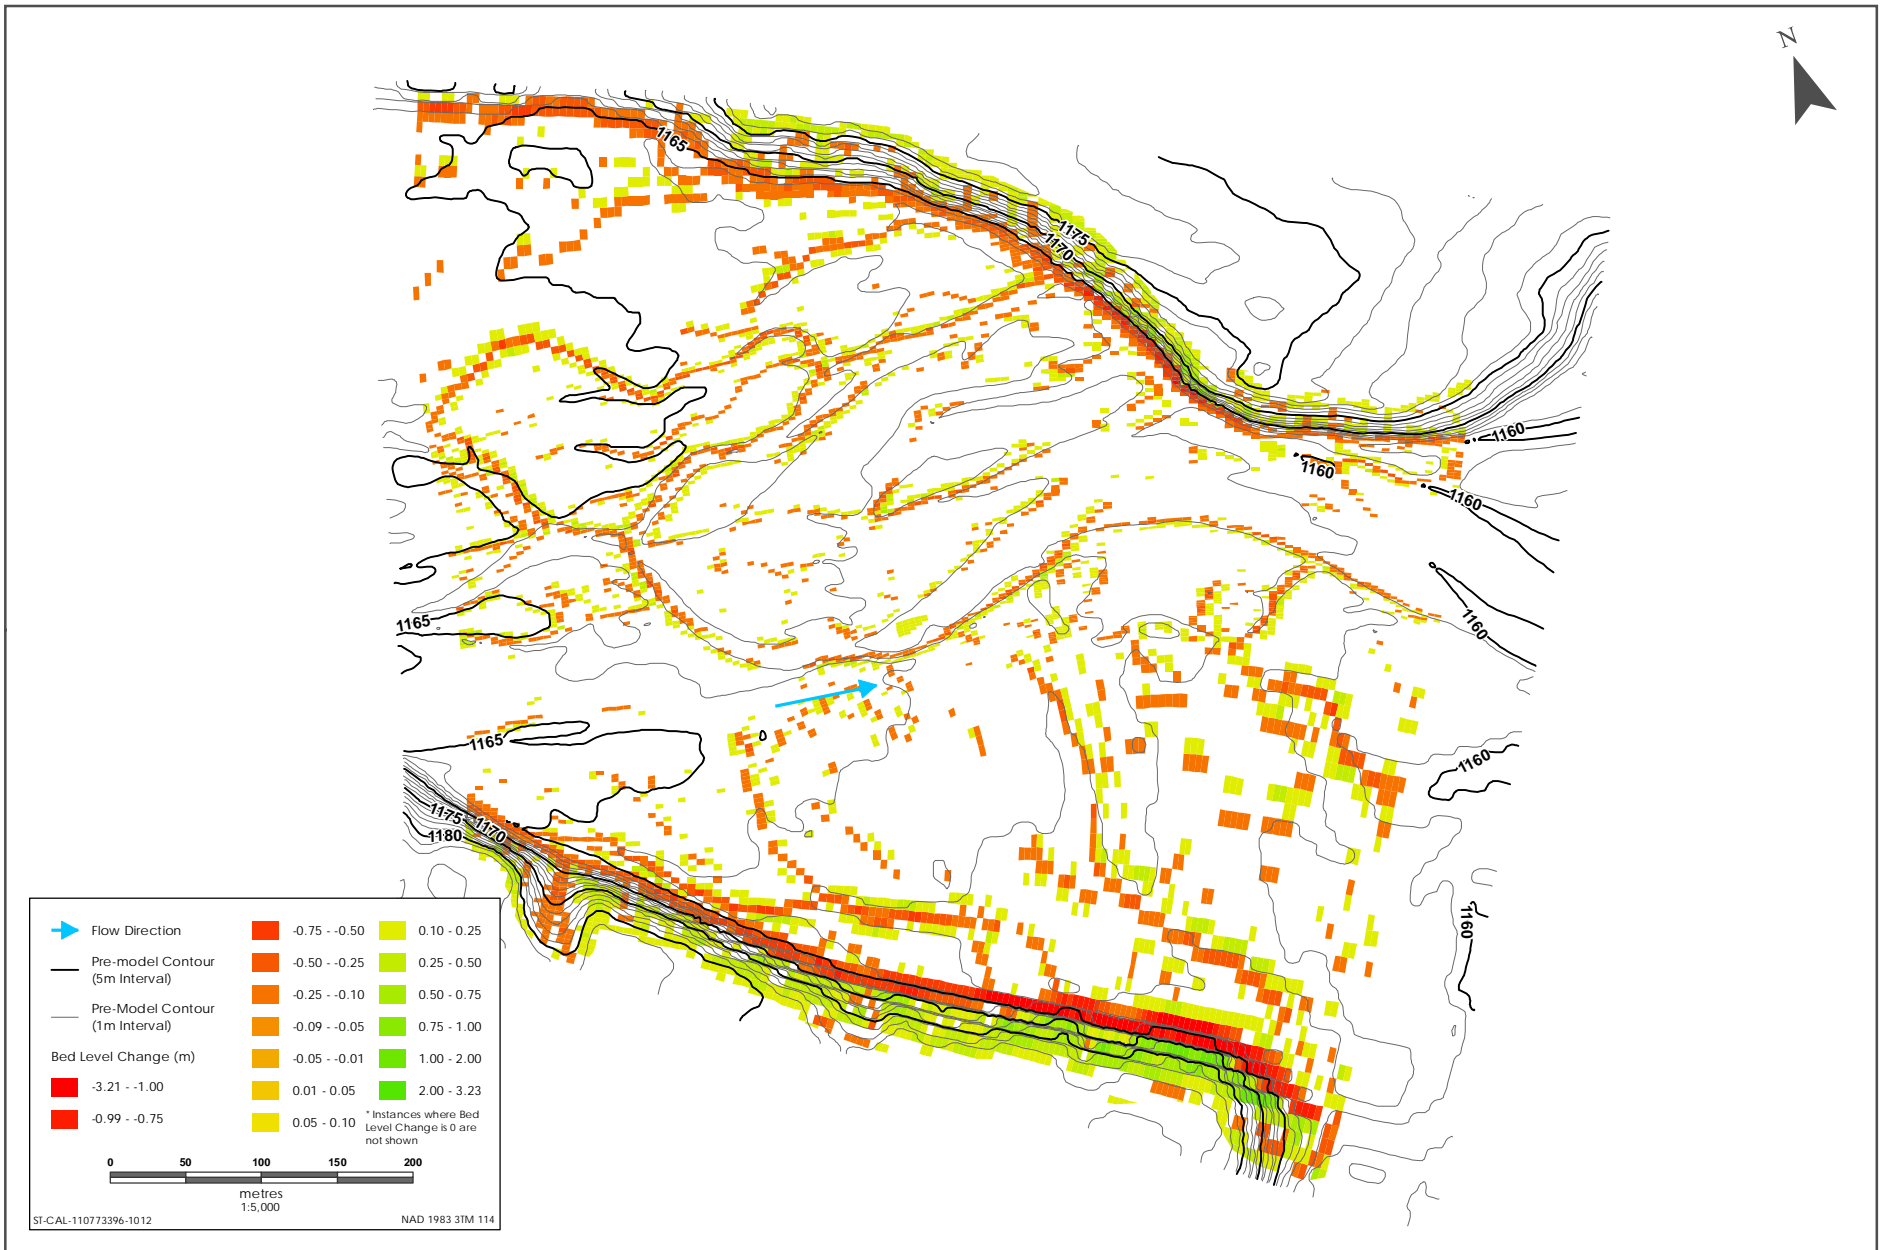 N
1165
1175
1170
1160
1160
1160
1165
1160
1165
1160
1175
1170
1180
1160
Flow Direction
Pre-model Contour
(5m Interval)
Pre-Model Contour
(1m Interval)
Bed Level Change (m)
-3.21 - -1.00
-0.99 - -0.75
-0.75 - -0.50
-0.50 - -0.25
-0.25 - -0.10
-0.09 - -0.05
-0.05 - -0.01
0.01 - 0.05
0.05 - 0.10
0.10 - 0.25
0.25 - 0.50
0.50 - 0.75
0.75 - 1.00
1.00 - 2.00
2.00 - 3.23
* Instances where Bed
Level Change is 0 are
not shown
0 50 100 150 200
metres
1:5,000
ST-CAL-110773396-1012 NAD 1983 3TM 114